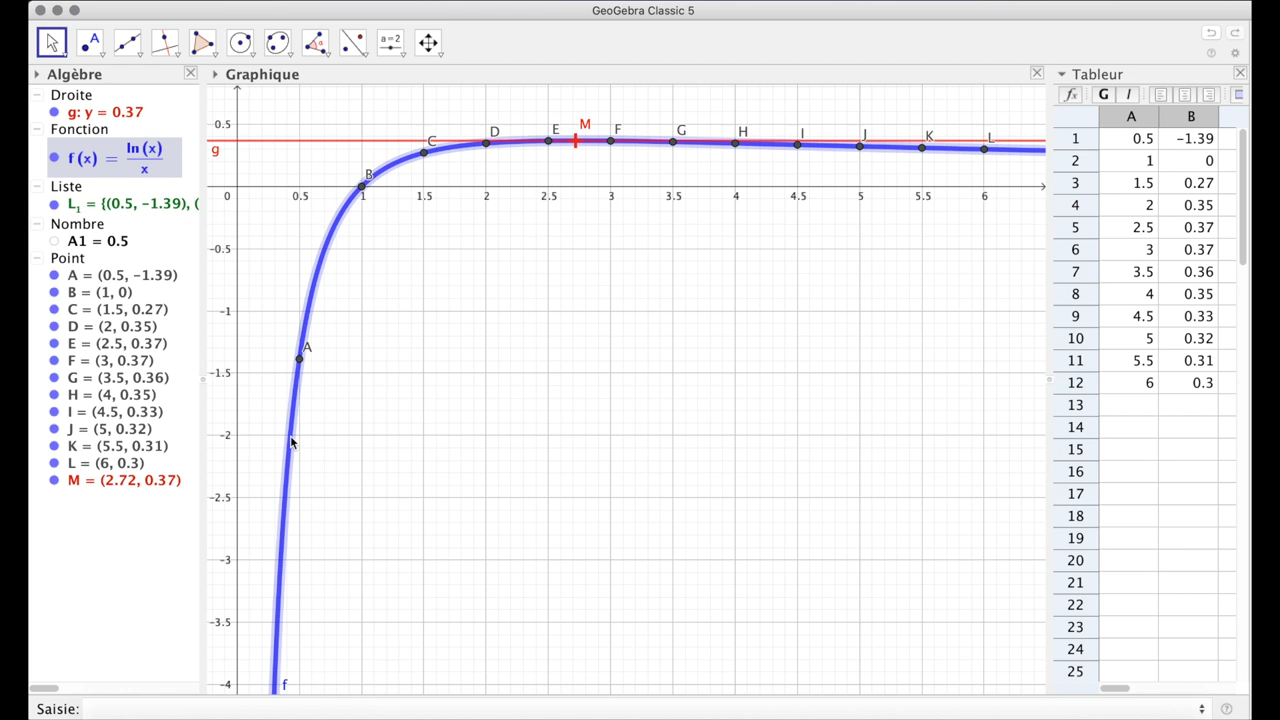 GeoGebra Classic 5
A
α
a=2
Algèbre
Graphique
Tableur
Droite
g: y = 0.37
Fonction
f(x) = ln(x)
x
Liste
L1 = {(0.5, −1.39), (
Nombre
A1 = 0.5
Point
A = (0.5, −1.39)
B = (1, 0)
C = (1.5, 0.27)
D = (2, 0.35)
E = (2.5, 0.37)
F = (3, 0.37)
G = (3.5, 0.36)
H = (4, 0.35)
I = (4.5, 0.33)
J = (5, 0.32)
K = (5.5, 0.31)
L = (6, 0.3)
M = (2.72, 0.37)
0.5
g
B C D E M F G H I J K L
0 0.5 1 1.5 2 2.5 3 3.5 4 4.5 5 5.5 6
-0.5
-1
A
-1.5
-2
-2.5
-3
-3.5
-4
f
fx G I
A B
1 0.5 −1.39
2 1 0
3 1.5 0.27
4 2 0.35
5 2.5 0.37
6 3 0.37
7 3.5 0.36
8 4 0.35
9 4.5 0.33
10 5 0.32
11 5.5 0.31
12 6 0.3
13
14
15
16
17
18
19
20
21
22
23
24
25
Saisie: